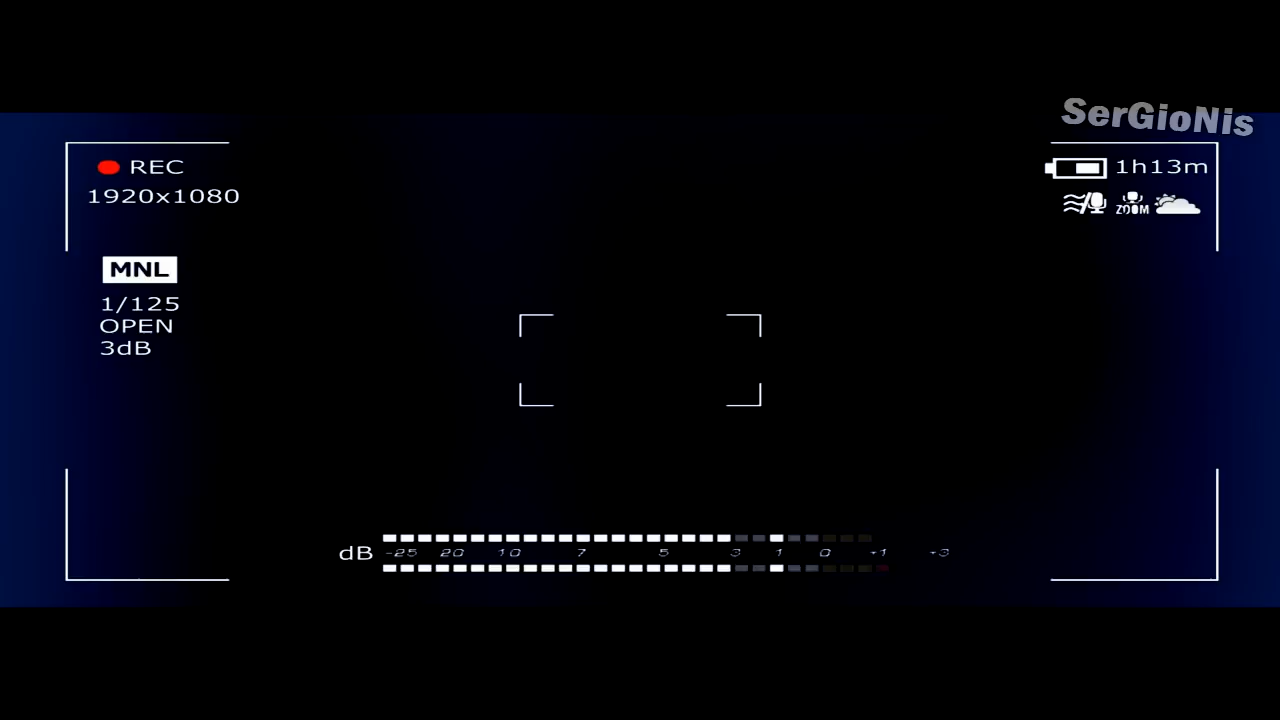 SerGioNis
REC
1h13m
1920x1080
ZOOM
MNL
1/125
OPEN
3dB
dB -25 20 10 7 5 3 1 0 +1 +3